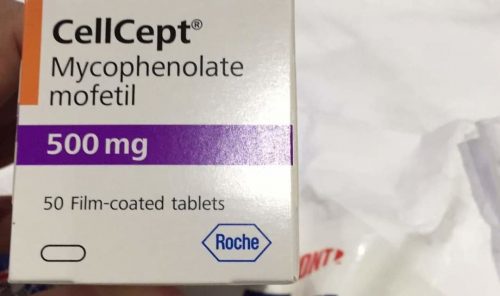 CellCept®
Mycophenolate
mofetil
500 mg
50 Film-coated tablets
Roche